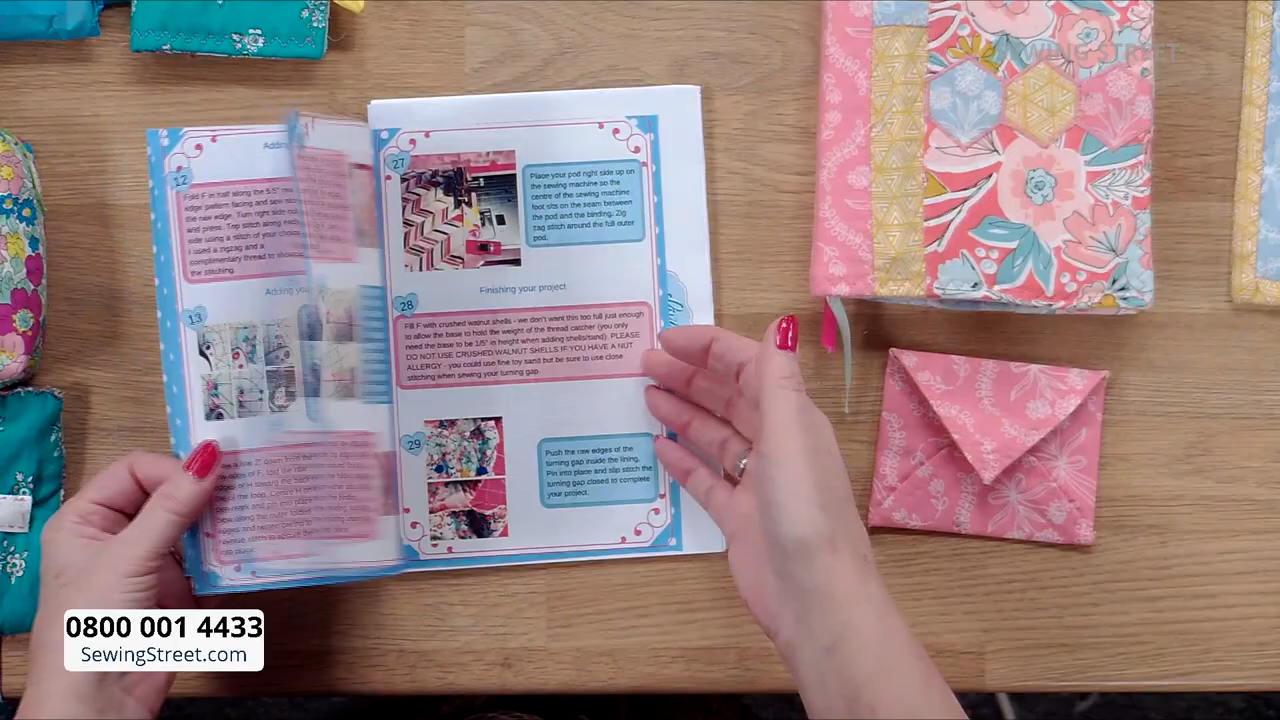 SEWING STREET
12
Fold F in half along the 5.5"
edge pattern facing and sew
the raw edge. Turn right side out
and press. Top stitch along each
side using a stitch of your choice
I used a zigzag and a
complimentary thread to showcase
the stitching.
Adding
13
27
Place your pod right side up on
the sewing machine so the
centre of the sewing machine
foot sits on the seam between
the pod and the binding. Zig
zag stitch around the full outer
pod.
Finishing your project
28
Fill F with crushed walnut shells - we don't want this too full just enough
to allow the base to hold the weight of the thread catcher (you only
need the base to be 1/5" in height when adding shells/sand). PLEASE
DO NOT USE CRUSHED WALNUT SHELLS IF YOU HAVE A NUT
ALLERGY - you could use fine toy sand but be sure to use close
stitching when sewing your turning gap.
29
Push the raw edges of the
turning gap inside the lining.
Pin into place and slip stitch the
turning gap closed to complete
your project.
0800 001 4433
SewingStreet.com